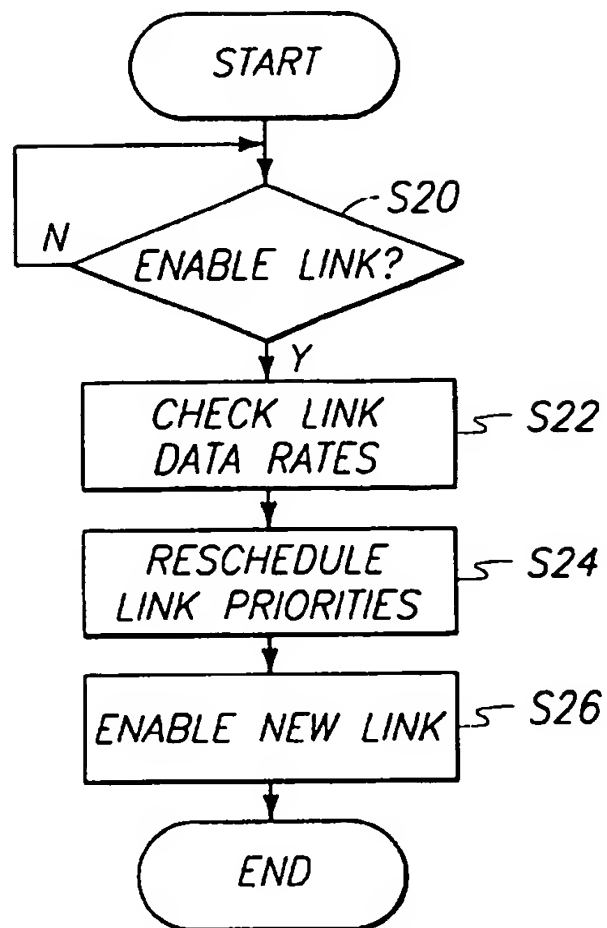 START
S20
N
ENABLE LINK?
Y
CHECK LINK
DATA RATES
S22
RESCHEDULE
LINK PRIORITIES
S24
ENABLE NEW LINK
S26
END